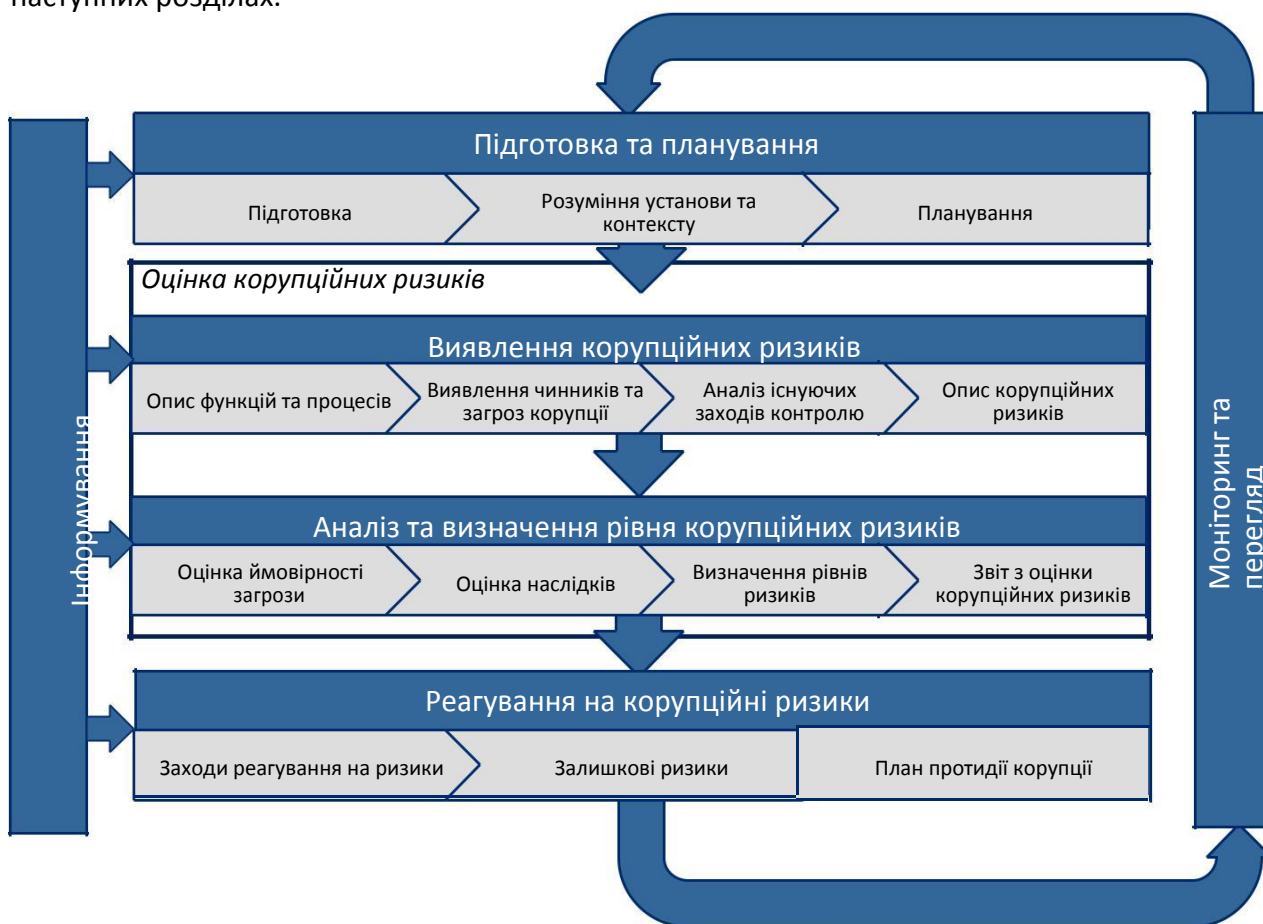 наступних розділах.
Підготовка та планування
Підготовка
Розуміння установи та
контексту
Планування
Оцінка корупційних ризиків
Виявлення корупційних ризиків
Опис функцій та процесів
Виявлення чинників та
загроз корупції
Аналіз існуючих
заходів контролю
Опис корупційних
ризиків
Аналіз та визначення рівня корупційних ризиків
Оцінка ймовірності
загрози
Оцінка наслідків
Визначення рівнів
ризиків
Звіт з оцінки
корупційних ризиків
Реагування на корупційні ризики
Заходи реагування на ризики
Залишкові ризики
План протидії корупції
Інформування
Моніторинг та
перегляд